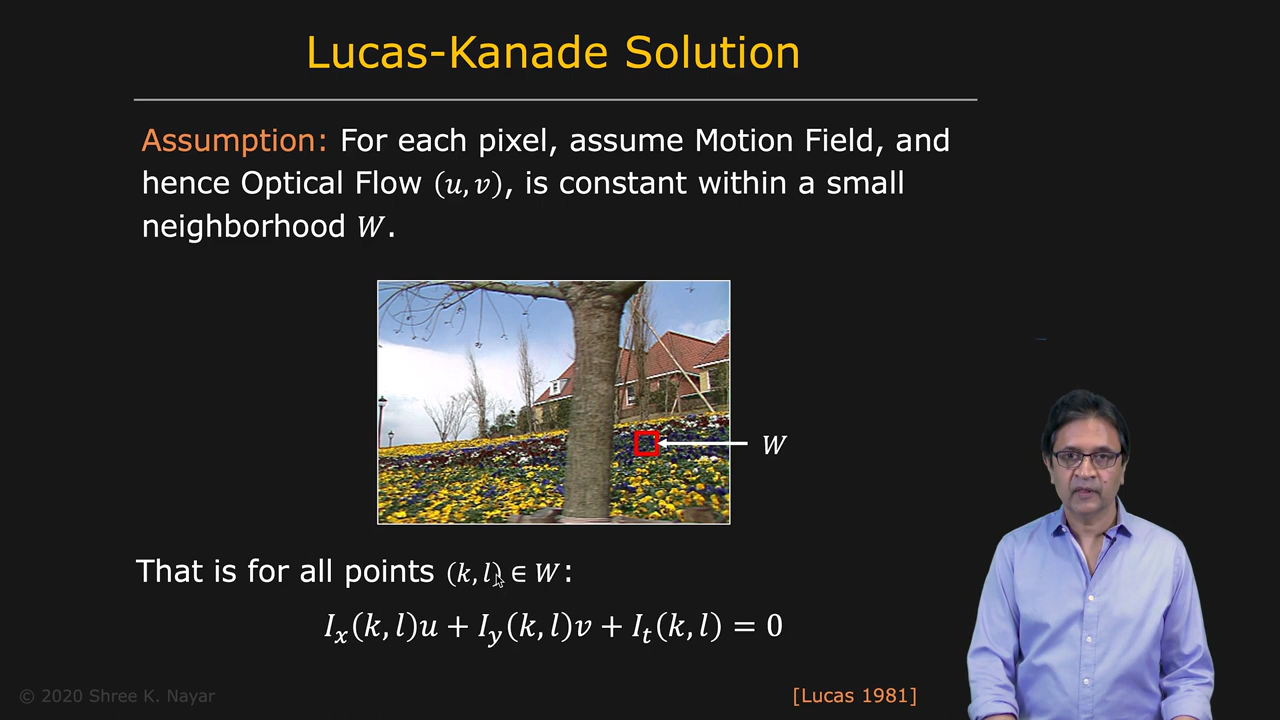 Lucas-Kanade Solution
Assumption: For each pixel, assume Motion Field, and
hence Optical Flow (u, v), is constant within a small
neighborhood W.
W
That is for all points (k, l) ∈ W:
I_x(k, l)u + I_y(k, l)v + I_t(k, l) = 0
© 2020 Shree K. Nayar
[Lucas 1981]